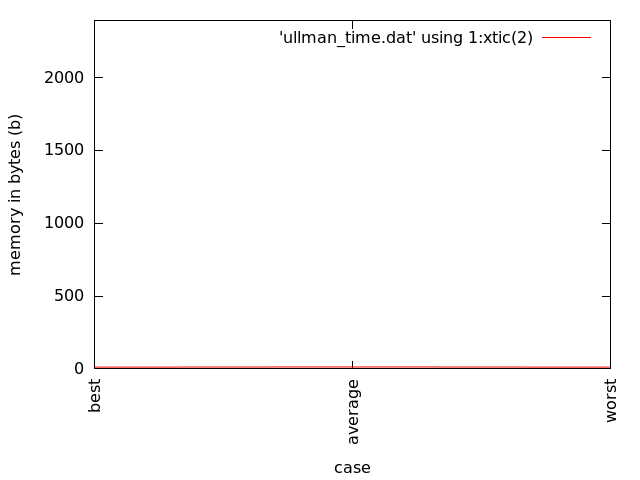 'ullman_time.dat' using 1:xtic(2)
memory in bytes (b)
2000
1500
1000
500
0
best
average
worst
case